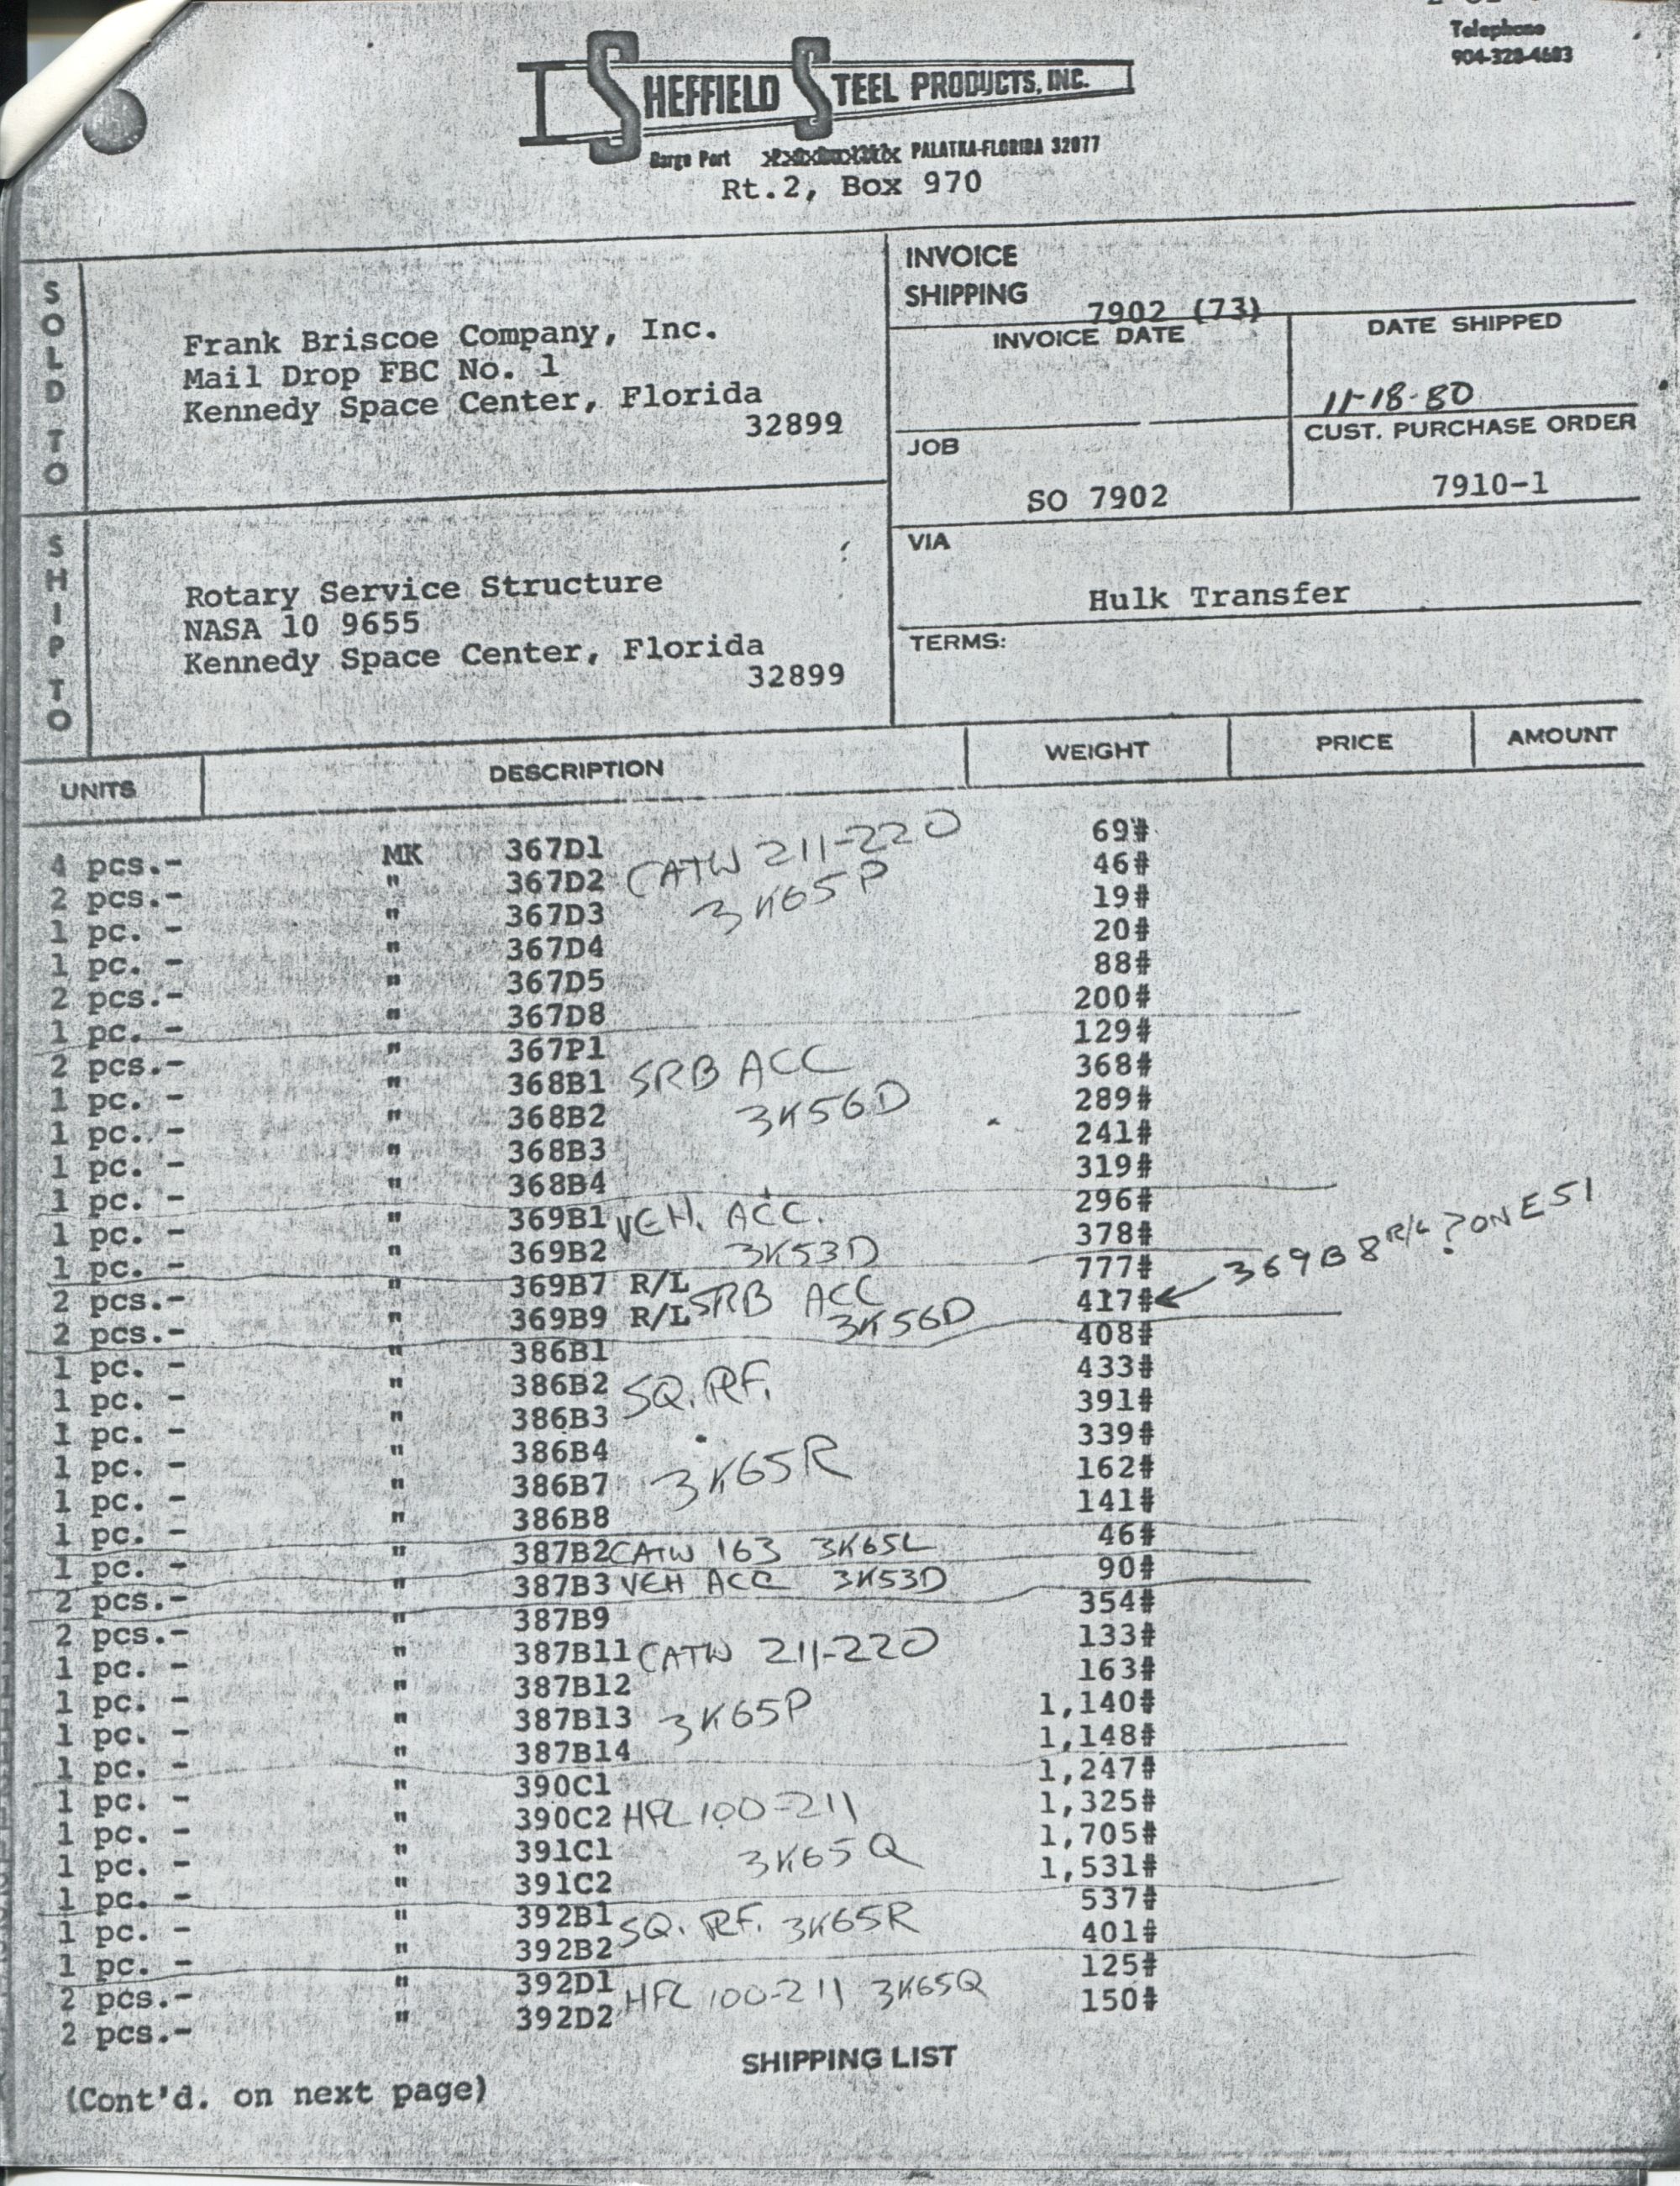 Telephone
904-328-4683
SHEFFIELD STEEL PRODUCTS, INC.
Barge Port PALATKA-FLORIDA 32077
Rt.2, Box 970
SOLD TO
Frank Briscoe Company, Inc.
Mail Drop FBC No. 1
Kennedy Space Center, Florida
32899
INVOICE
SHIPPING 7902 (73)
INVOICE DATE
DATE SHIPPED
11-18-80
JOB
SO 7902
CUST. PURCHASE ORDER
7910-1
SHIP TO
Rotary Service Structure
NASA 10 9655
Kennedy Space Center, Florida
32899
VIA
Hulk Transfer
TERMS:
UNITS DESCRIPTION WEIGHT PRICE AMOUNT
4 pcs.- MK 367D1 69#
2 pcs.- " 367D2 CATW 211-220 46#
1 pc. - " 367D3 3K65P 19#
1 pc. - " 367D4 20#
2 pcs.- " 367D5 88#
1 pc. - " 367D8 200#
2 pcs.- " 367P1 129#
1 pc. - " 368B1 SRB ACC 368#
1 pc. - " 368B2 3K56D 289#
1 pc. - " 368B3 241#
1 pc. - " 368B4 319#
1 pc. - " 369B1 VEH. ACC. 296#
1 pc. - " 369B2 3K53D 378#
2 pcs.- " 369B7 R/L SRB ACC 777#
2 pcs.- " 369B9 R/L 3K56D 417# ← 369B8 R/L ? ON E51
1 pc. - " 386B1 408#
1 pc. - " 386B2 SQ. RF. 433#
1 pc. - " 386B3 391#
1 pc. - " 386B4 339#
1 pc. - " 386B7 3K65R 162#
1 pc. - " 386B8 141#
1 pc. - " 387B2 CATW 163 3K65L 46#
2 pcs.- " 387B3 VEH ACC 3K53D 90#
2 pcs.- " 387B9 354#
1 pc. - " 387B11 CATW 211-220 133#
1 pc. - " 387B12 163#
1 pc. - " 387B13 3K65P 1,140#
1 pc. - " 387B14 1,148#
1 pc. - " 390C1 1,247#
1 pc. - " 390C2 HFL 100-211 1,325#
1 pc. - " 391C1 3K65Q 1,705#
1 pc. - " 391C2 1,531#
1 pc. - " 392B1 SQ. RF. 3K65R 537#
1 pc. - " 392B2 401#
2 pcs.- " 392D1 HFL 100-211 3K65Q 125#
2 pcs.- " 392D2 150#
SHIPPING LIST
(Cont'd. on next page)